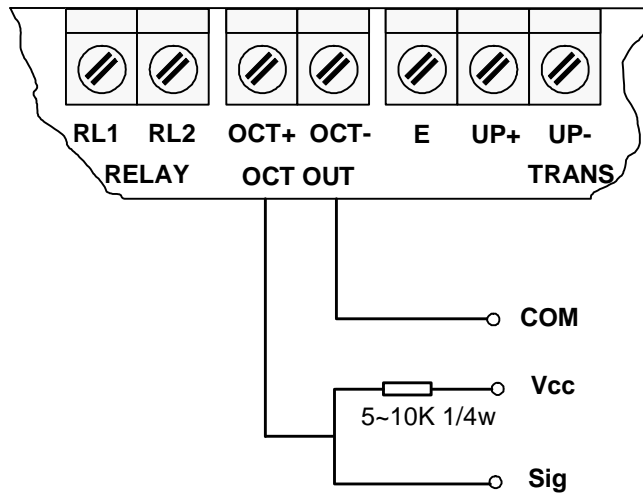 RL1 RL2 OCT+ OCT- E UP+ UP-
RELAY OCT OUT TRANS
COM
Vcc
5~10K 1/4w
Sig